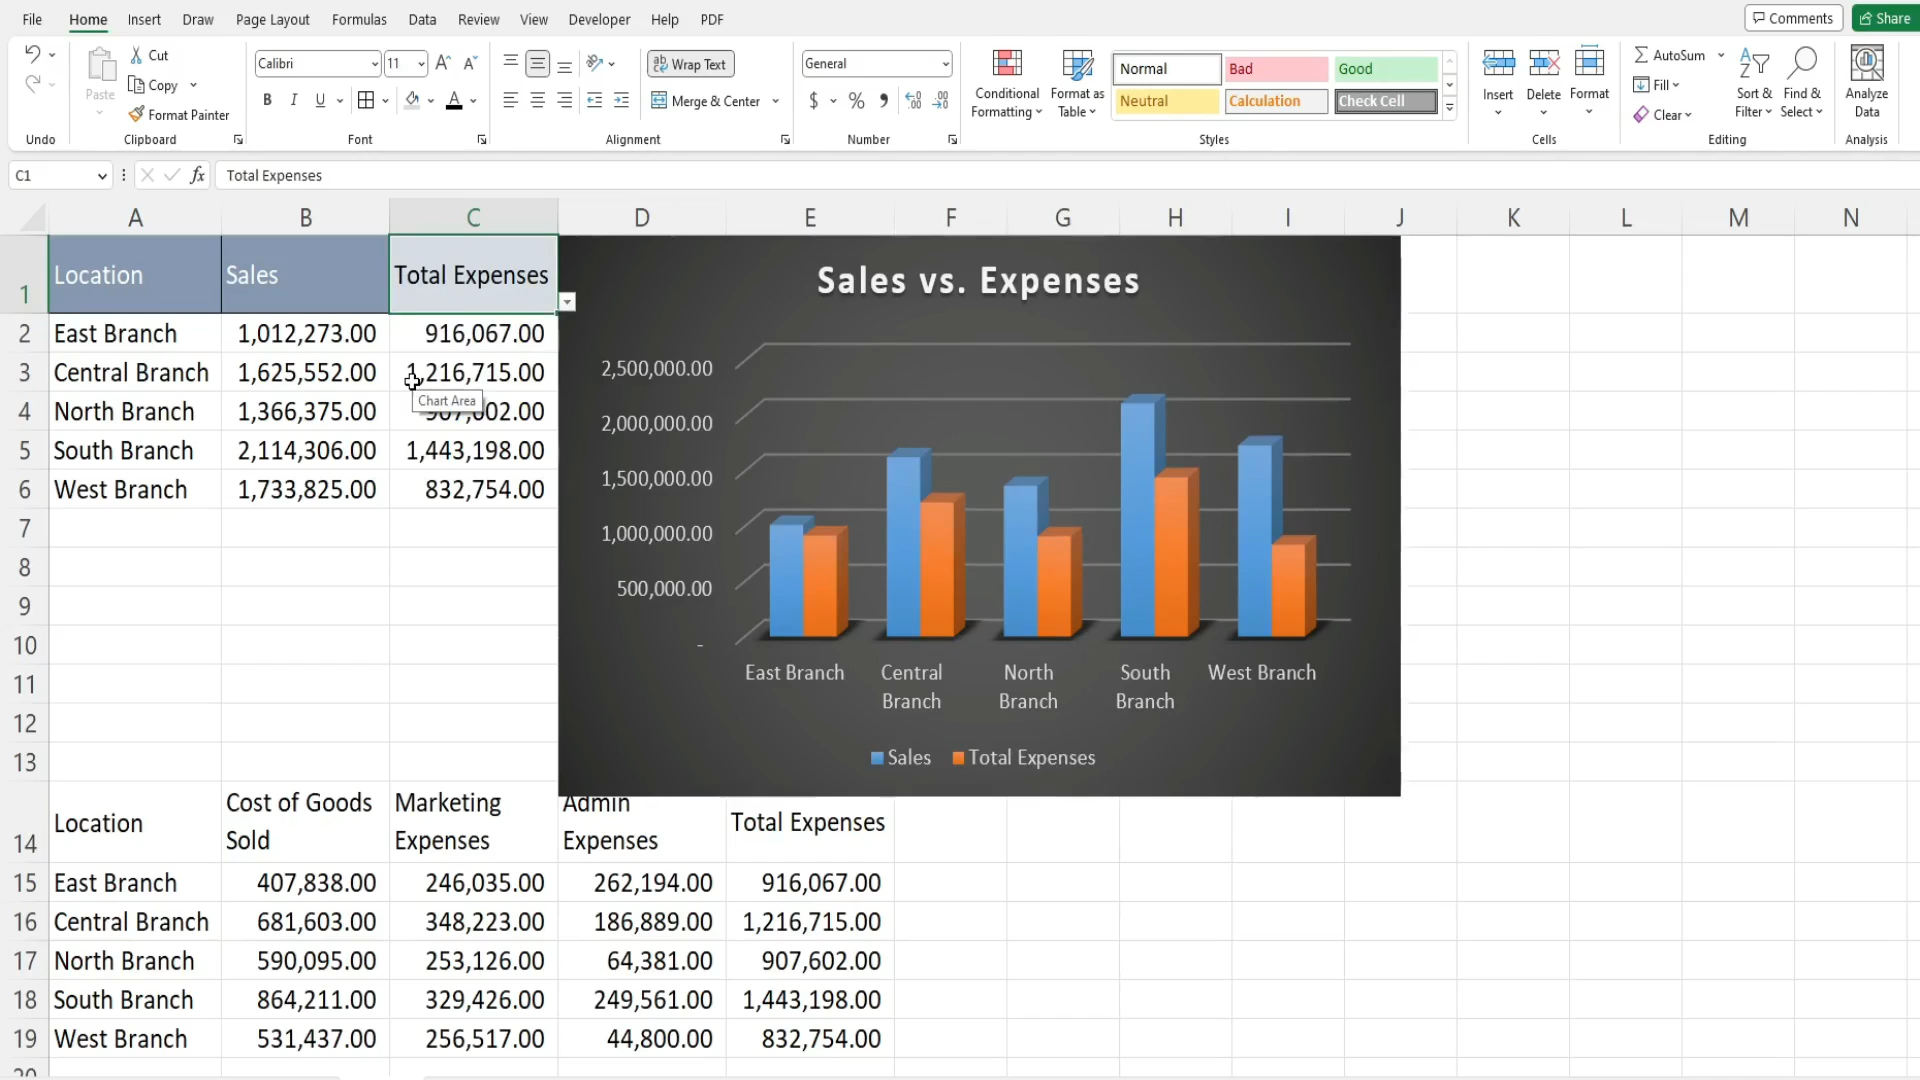 File Home Insert Draw Page Layout Formulas Data Review View Developer Help PDF Comments Share
Undo
Paste
Cut
Copy
Format Painter
Clipboard
Calibri 11
B I U
Font
ab Wrap Text
Merge & Center
Alignment
General
$ % 9
Number
Conditional Formatting
Format as Table
Normal Bad Good
Neutral Calculation Check Cell
Styles
Insert Delete Format
Cells
AutoSum
Fill
Clear
Sort & Filter
Find & Select
Editing
Analyze Data
Analysis
C1 fx Total Expenses
A B C D E F G H I J K L M N
1 Location Sales Total Expenses
2 East Branch 1,012,273.00 916,067.00
3 Central Branch 1,625,552.00 1,216,715.00
Chart Area
4 North Branch 1,366,375.00 907,602.00
5 South Branch 2,114,306.00 1,443,198.00
6 West Branch 1,733,825.00 832,754.00
7
8
9
10
11
12
13
Sales vs. Expenses
2,500,000.00
2,000,000.00
1,500,000.00
1,000,000.00
500,000.00
-
East Branch Central Branch North Branch South Branch West Branch
Sales Total Expenses
14 Location Cost of Goods Sold Marketing Expenses Admin Expenses Total Expenses
15 East Branch 407,838.00 246,035.00 262,194.00 916,067.00
16 Central Branch 681,603.00 348,223.00 186,889.00 1,216,715.00
17 North Branch 590,095.00 253,126.00 64,381.00 907,602.00
18 South Branch 864,211.00 329,426.00 249,561.00 1,443,198.00
19 West Branch 531,437.00 256,517.00 44,800.00 832,754.00
20